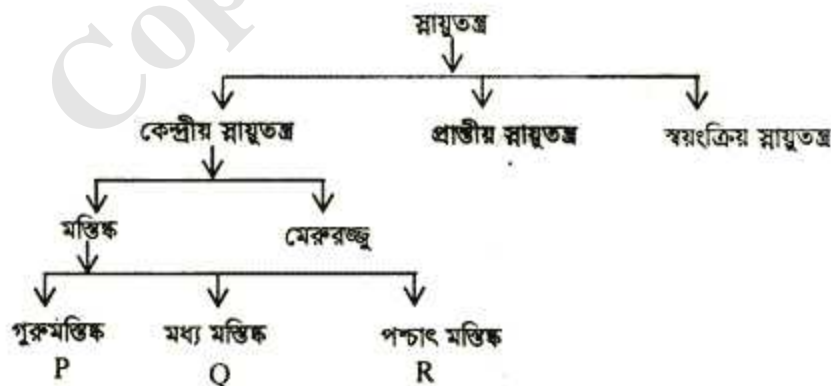 স্নায়ুতন্ত্র
কেন্দ্রীয় স্নায়ুতন্ত্র প্রান্তীয় স্নায়ুতন্ত্র স্বয়ংক্রিয় স্নায়ুতন্ত্র
মস্তিষ্ক মেরুরজ্জু
গুরুমস্তিষ্ক মধ্য মস্তিষ্ক পশ্চাৎ মস্তিষ্ক
P Q R